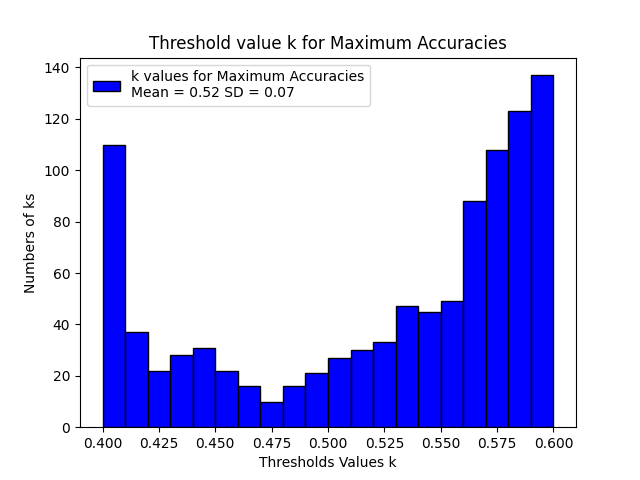 Threshold value k for Maximum Accuracies
k values for Maximum Accuracies
Mean = 0.52 SD = 0.07
140
120
100
80
60
40
20
0
Numbers of ks
0.400 0.425 0.450 0.475 0.500 0.525 0.550 0.575 0.600
Thresholds Values k